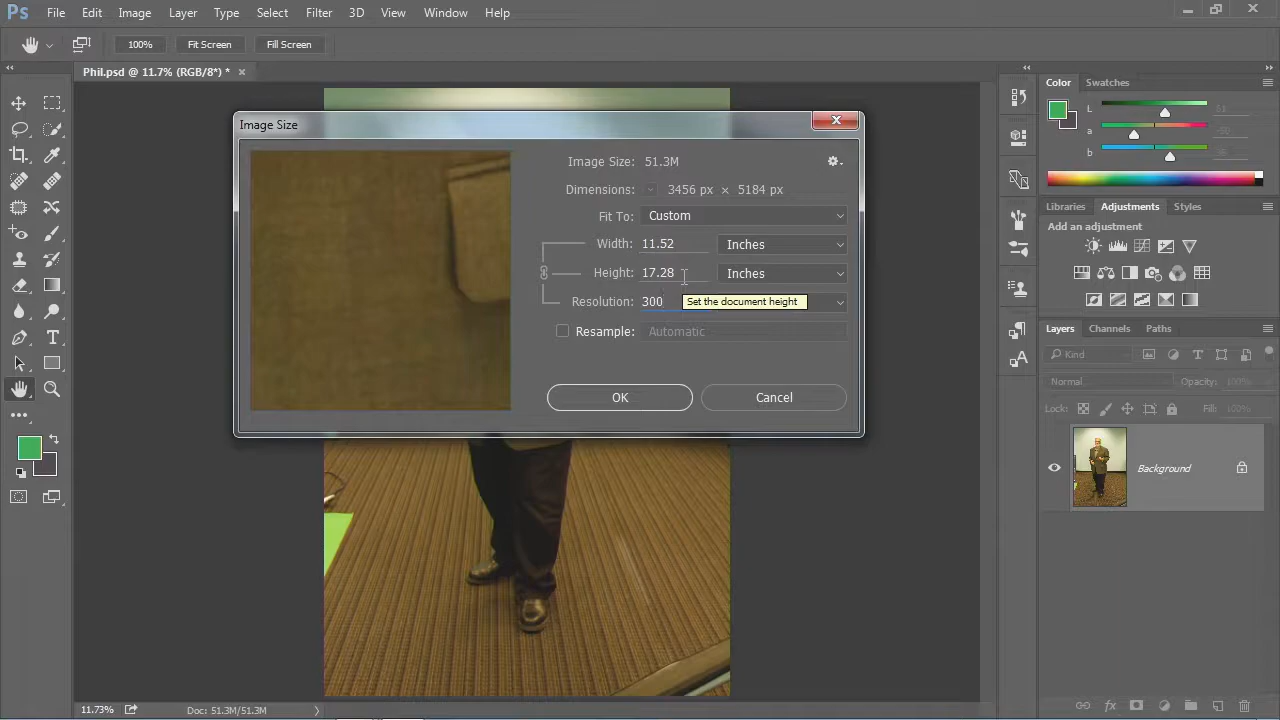 Ps File Edit Image Layer Type Select Filter 3D View Window Help
100% Fit Screen Fill Screen
Phil.psd @ 11.7% (RGB/8*) * ×
Color Swatches
L 51
a -50
b
Image Size
Image Size: 51.3M
Dimensions: 3456 px × 5184 px
Fit To: Custom
Width: 11.52 Inches
Height: 17.28 Inches
Resolution: 300
Set the document height
Resample: Automatic
OK Cancel
Libraries Adjustments Styles
Add an adjustment
Layers Channels Paths
Kind
Normal Opacity: 100%
Lock: Fill: 100%
Background
11.73% Doc: 51.3M/51.3M